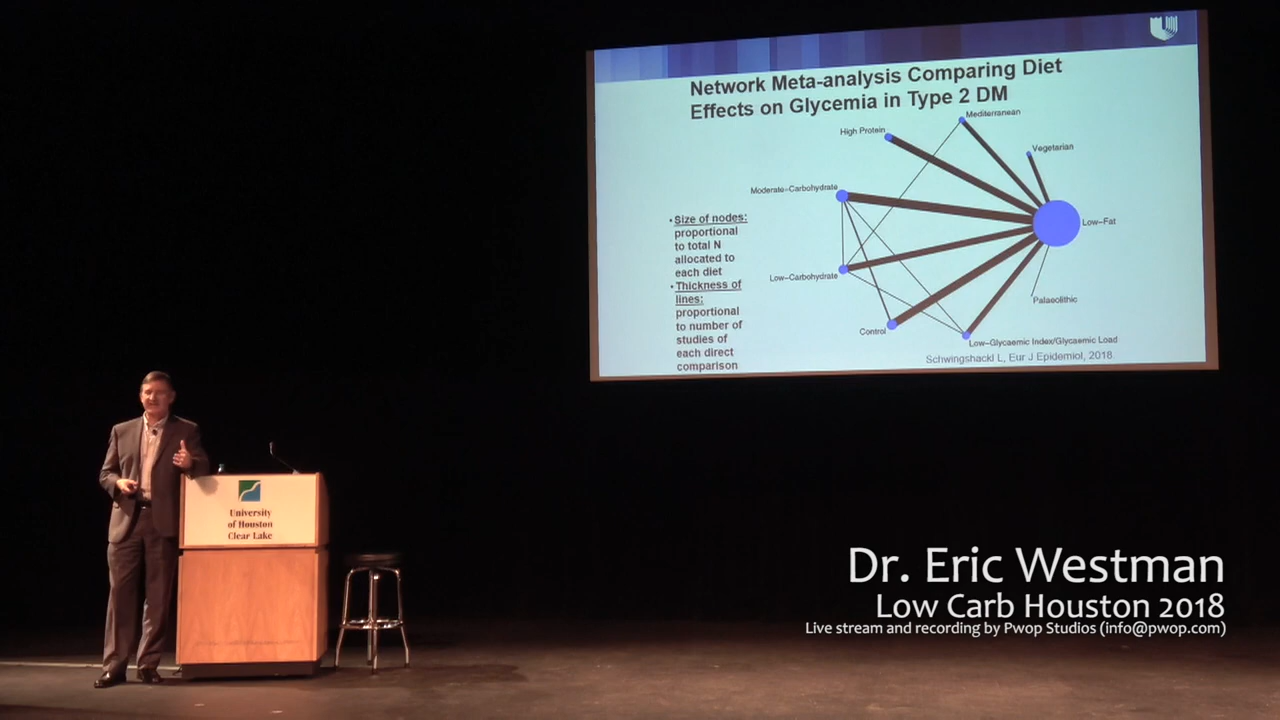 Network Meta-analysis Comparing Diet
Effects on Glycemia in Type 2 DM
Mediterranean
High Protein
Vegetarian
Moderate-Carbohydrate
Low-Fat
Low-Carbohydrate
Palaeolithic
Control
Low-Glycaemic Index/Glycaemic Load
• Size of nodes:
proportional
to total N
allocated to
each diet
• Thickness of
lines:
proportional
to number of
studies of
each direct
comparison
Schwingshackl L, Eur J Epidemiol, 2018.
University
of Houston
Clear Lake
Dr. Eric Westman
Low Carb Houston 2018
Live stream and recording by Pwop Studios (info@pwop.com)